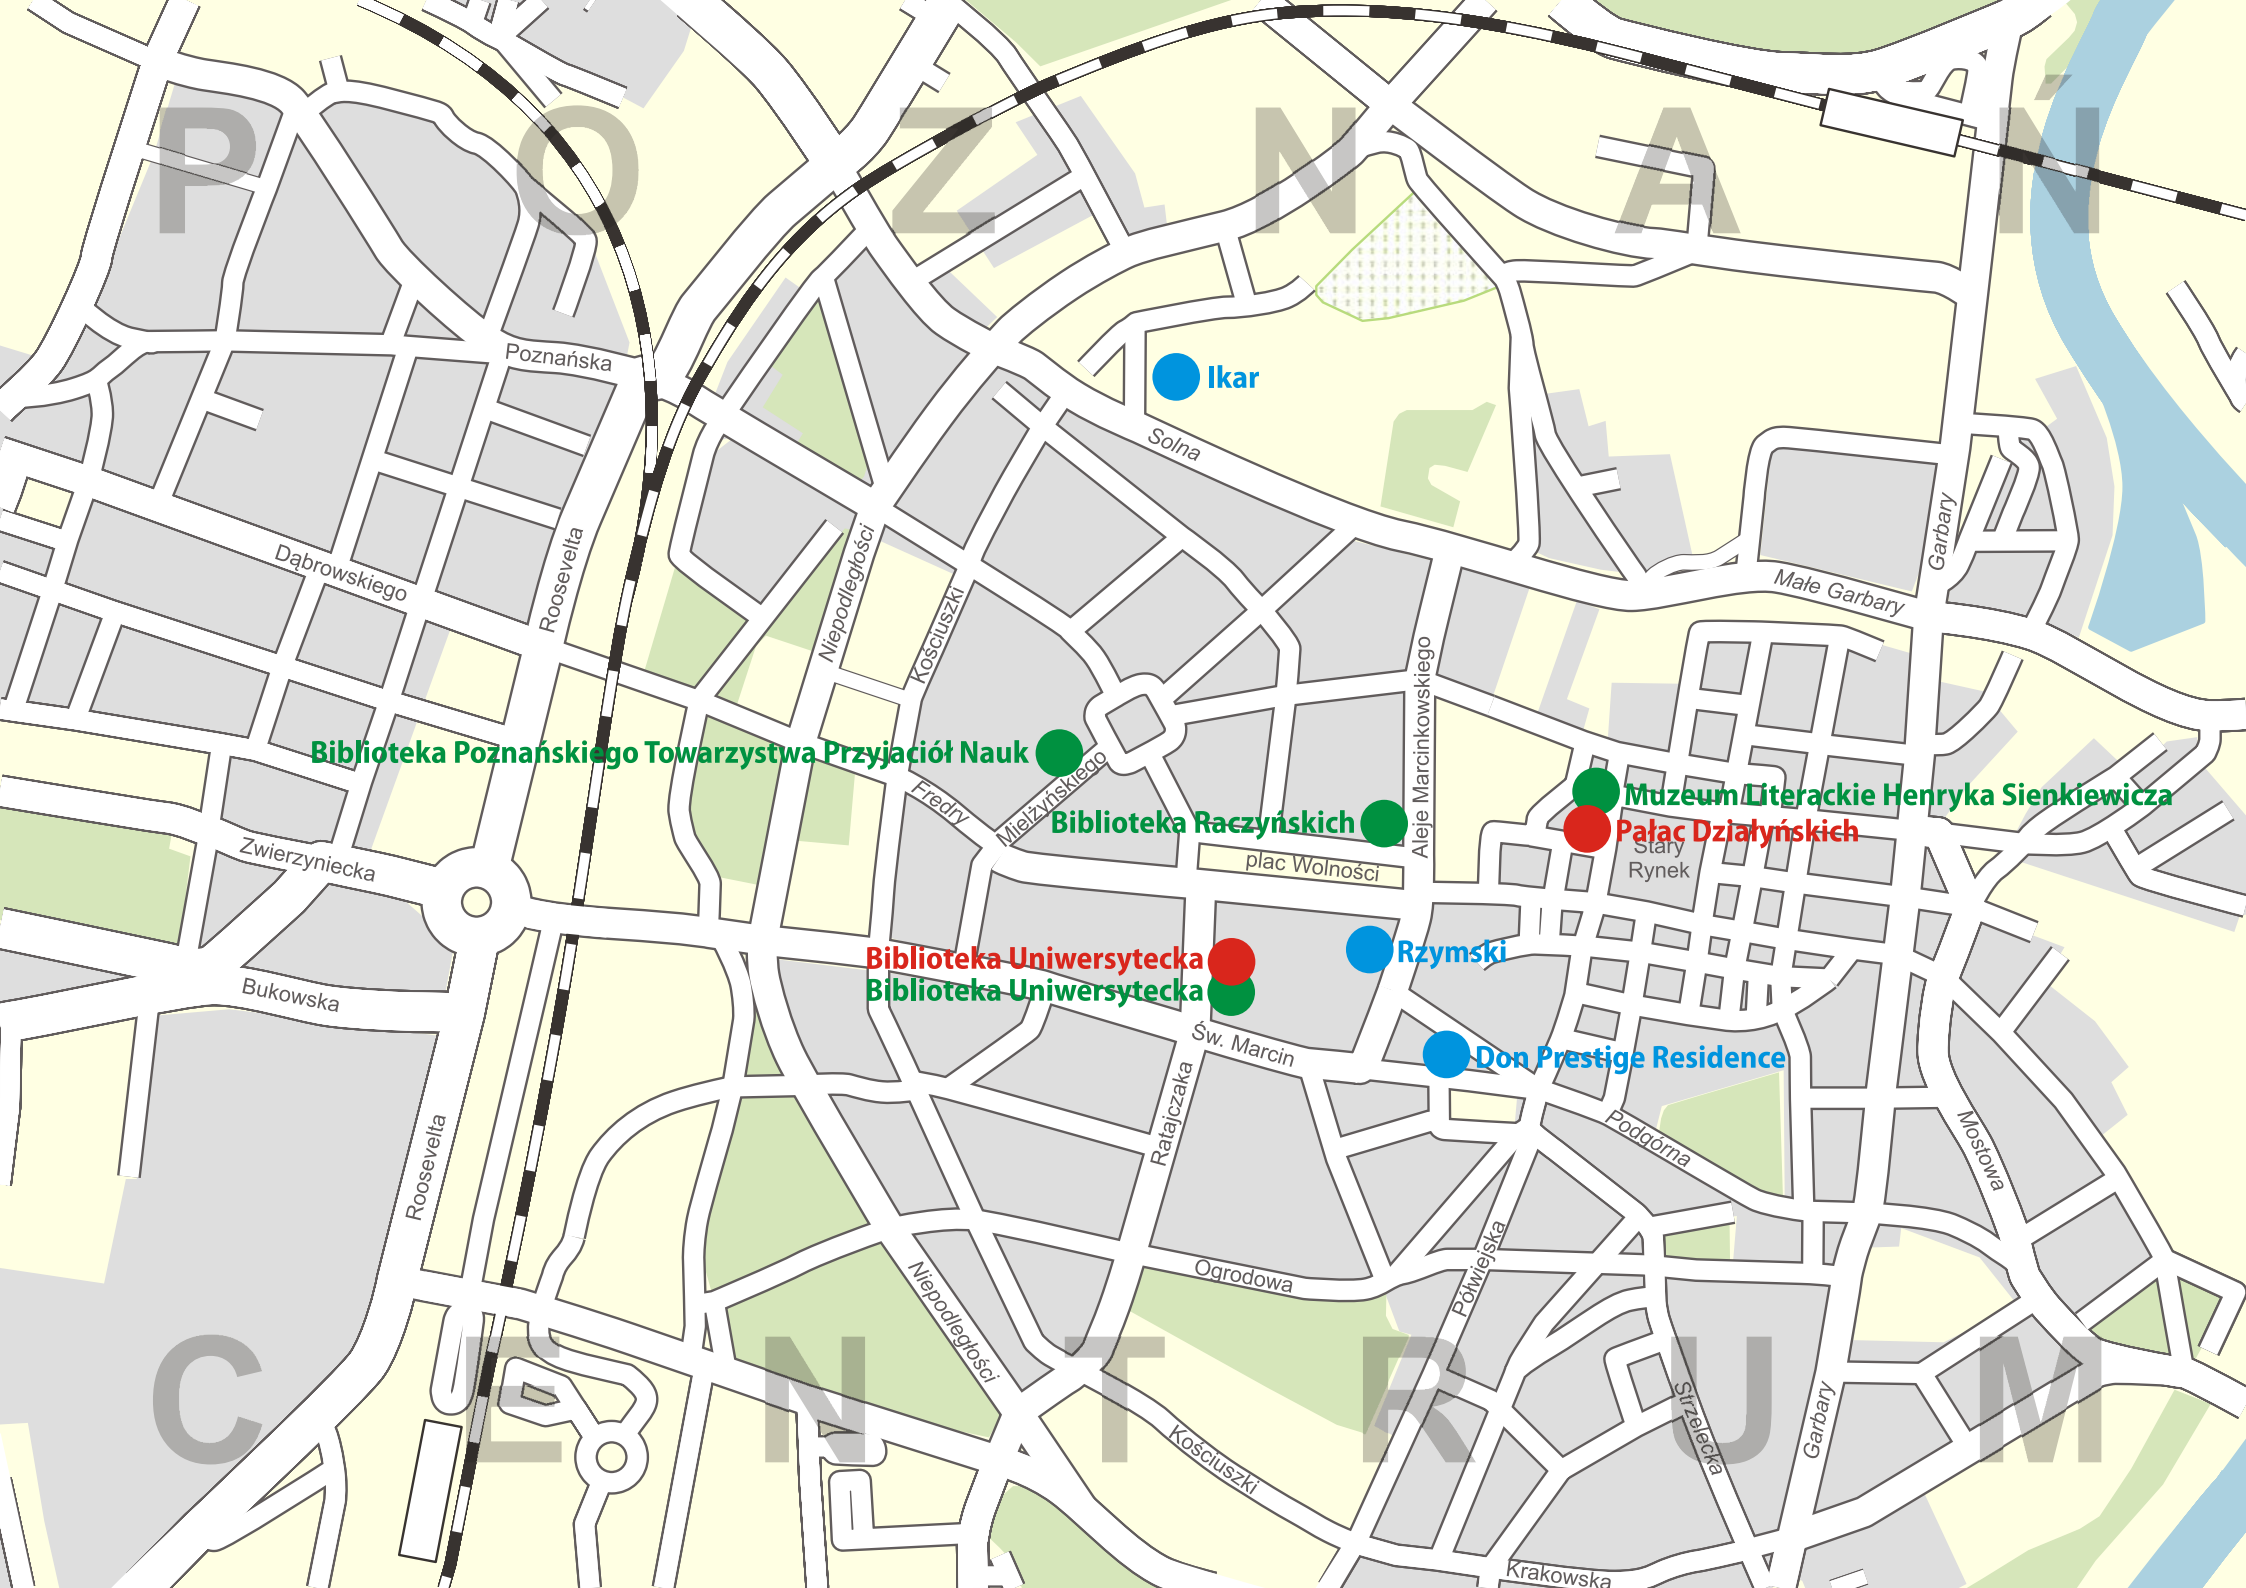 P O Z N A Ń
Poznańska
Ikar
Solna
Garbary
Roosevelta
Niepodległości
Dąbrowskiego
Kościuszki
Małe Garbary
Aleje Marcinkowskiego
Biblioteka Poznańskiego Towarzystwa Przyjaciół Nauk
Mielżyńskiego
Fredry
Muzeum Literackie Henryka Sienkiewicza
Biblioteka Raczyńskich
Pałac Działyńskich
Stary
Rynek
plac Wolności
Zwierzyniecka
Biblioteka Uniwersytecka
Rzymski
Biblioteka Uniwersytecka
Bukowska
Św. Marcin
Don Prestige Residence
Ratajczaka
Podgórna
Mostowa
Roosevelta
Ogrodowa
Półwiejska
Niepodległości
C E N T R U M
Strzelecka
Garbary
Kościuszki
Krakowska